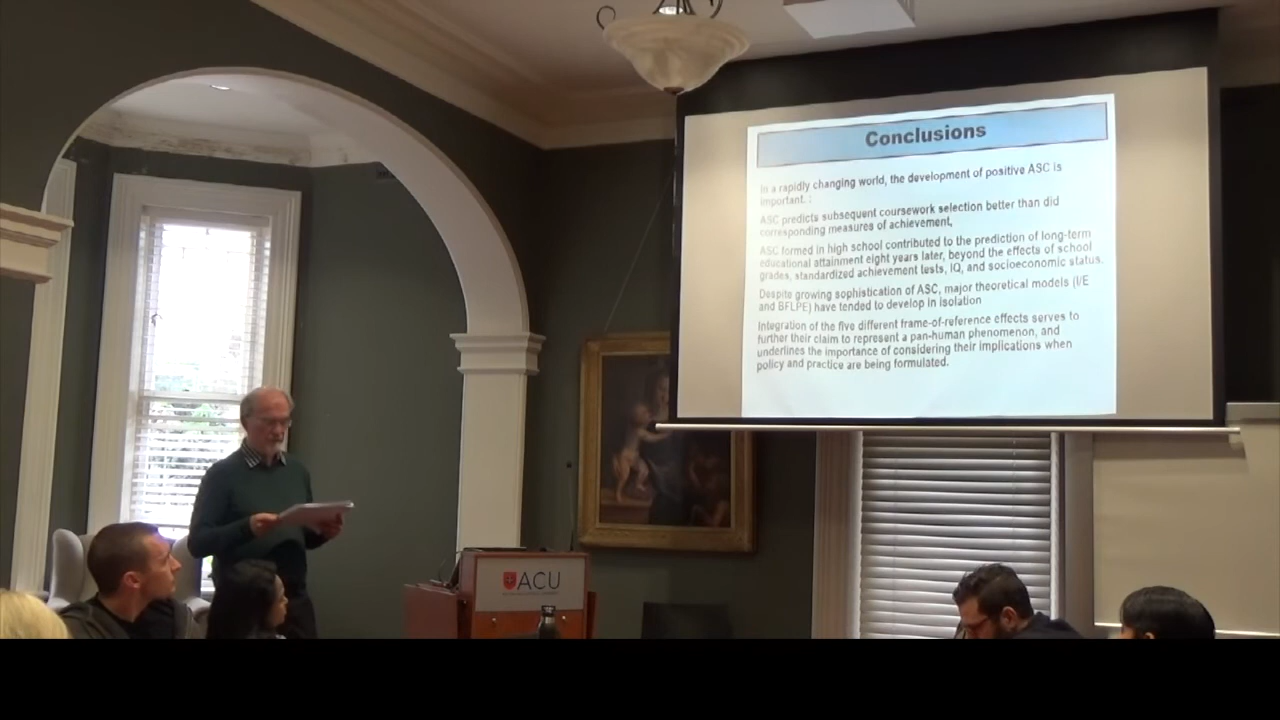 Conclusions
In a rapidly changing world, the development of positive ASC is
important. :
ASC predicts subsequent coursework selection better than did
corresponding measures of achievement,
ASC formed in high school contributed to the prediction of long-term
educational attainment eight years later, beyond the effects of school
grades, standardized achievement tests, IQ, and socioeconomic status.
Despite growing sophistication of ASC, major theoretical models (I/E
and BFLPE) have tended to develop in isolation
Integration of the five different frame-of-reference effects serves to
further their claim to represent a pan-human phenomenon, and
underlines the importance of considering their implications when
policy and practice are being formulated.
ACU